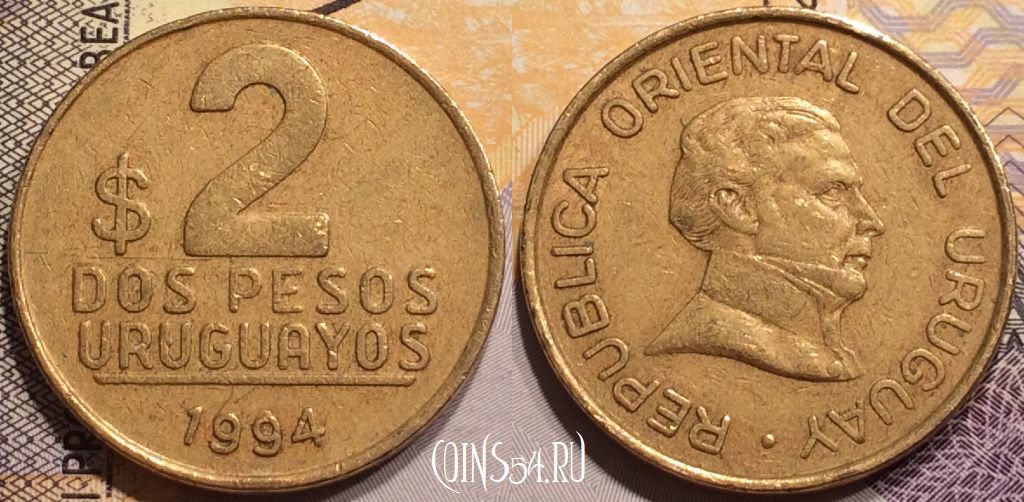 $ 2
DOS PESOS
URUGUAYOS
1994
REPUBLICA ORIENTAL DEL URUGUAY
COINS54.RU